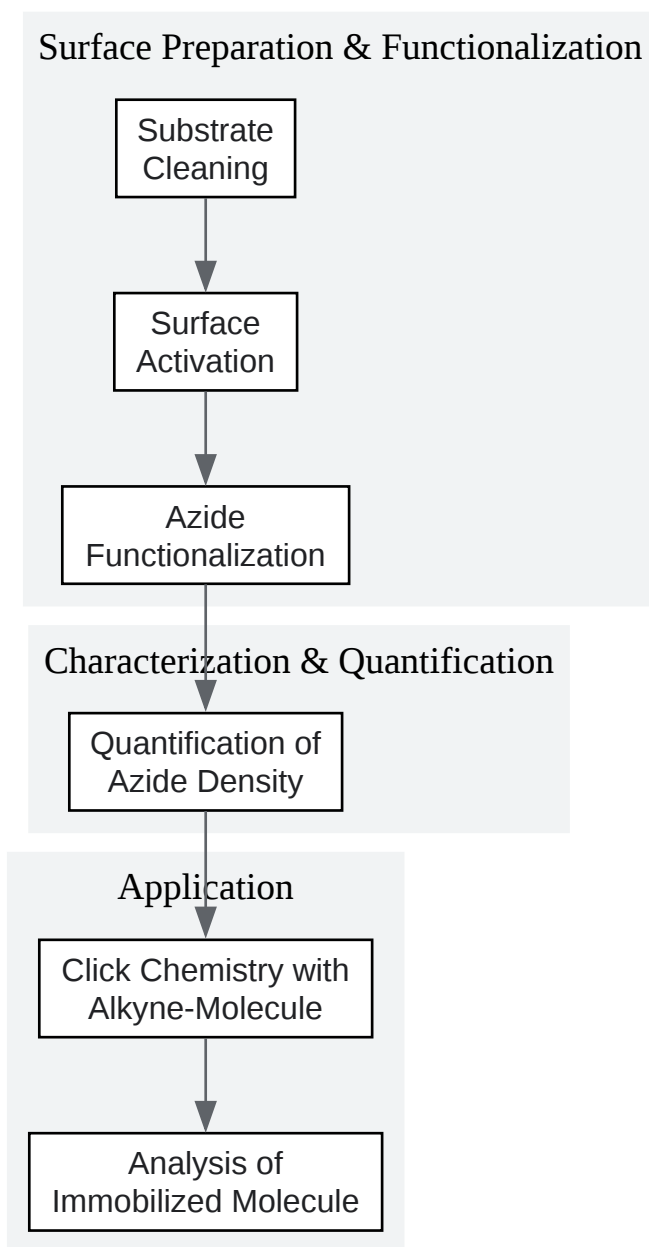 Surface Preparation & Functionalization
Substrate
Cleaning
Surface
Activation
Azide
Functionalization
Characterization & Quantification
Quantification of
Azide Density
Application
Click Chemistry with
Alkyne-Molecule
Analysis of
Immobilized Molecule